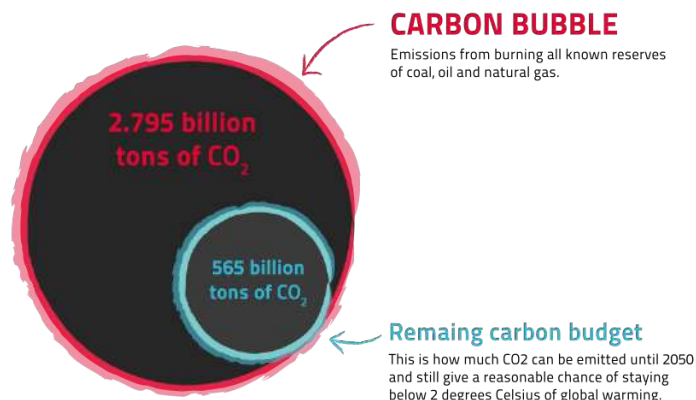 CARBON BUBBLE
Emissions from burning all known reserves
of coal, oil and natural gas.
2.795 billion
tons of CO2
565 billion
tons of CO2
Remaing carbon budget
This is how much CO2 can be emitted until 2050
and still give a reasonable chance of staying
below 2 degrees Celsius of global warming.